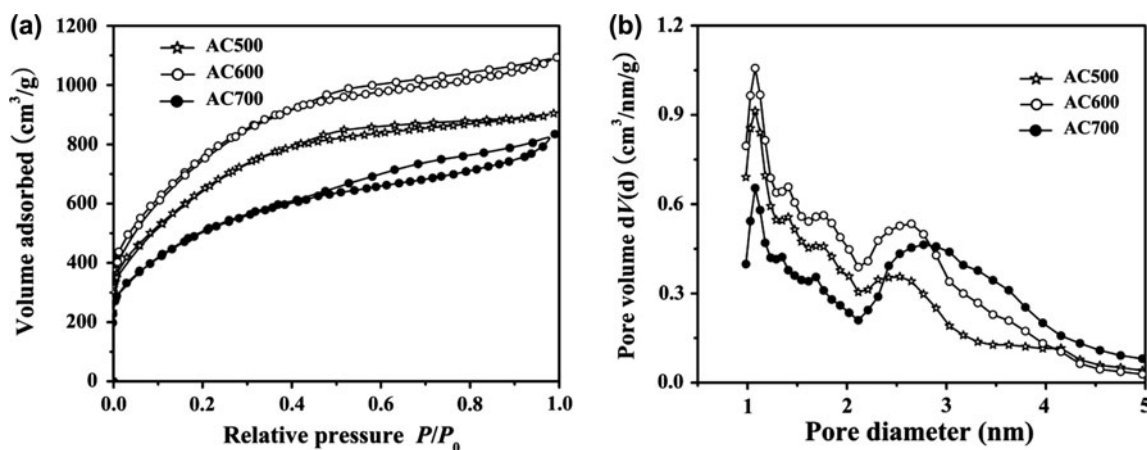 (a)
1200
1000
800
600
400
200
0
Volume adsorbed (cm³/g)
AC500
AC600
AC700
0.0 0.2 0.4 0.6 0.8 1.0
Relative pressure P/P₀
(b)
1.2
0.9
0.6
0.3
0.0
Pore volume dV(d) (cm³/nm/g)
AC500
AC600
AC700
1 2 3 4 5
Pore diameter (nm)